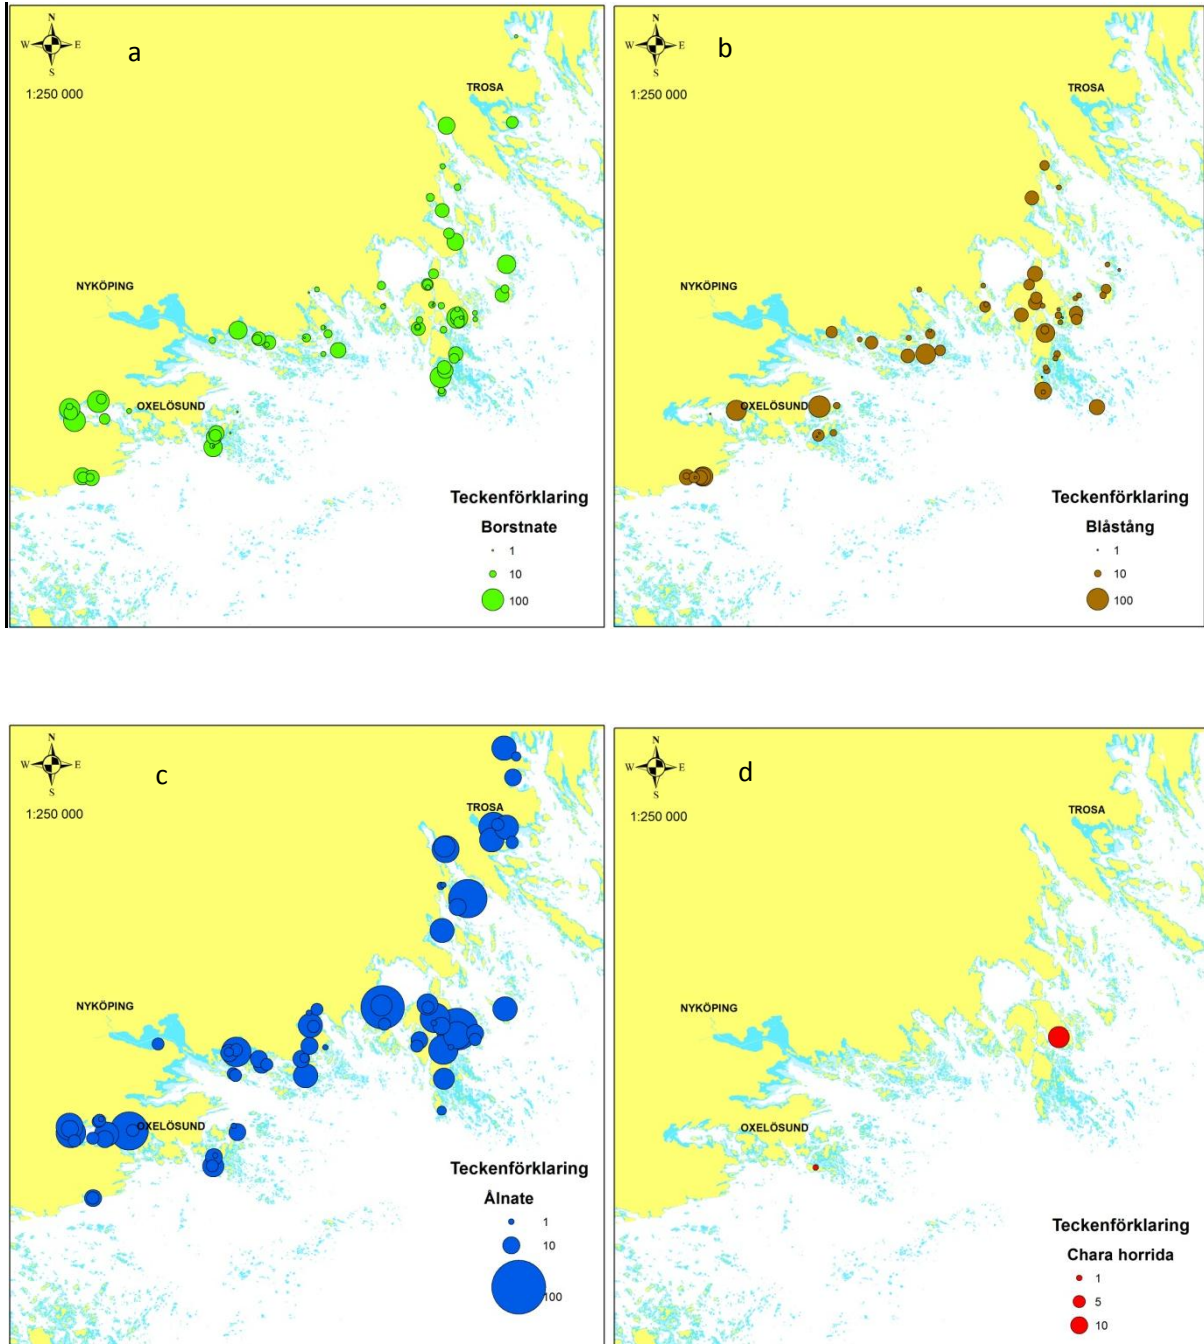 a
N
W E
S
1:250 000
TROSA
NYKÖPING
OXELÖSUND
Teckenförklaring
Borstnate
1
10
100
b
N
W E
S
1:250 000
TROSA
NYKÖPING
OXELÖSUND
Teckenförklaring
Blåstång
1
10
100
c
N
W E
S
1:250 000
TROSA
NYKÖPING
OXELÖSUND
Teckenförklaring
Ålnate
1
10
100
d
N
W E
S
1:250 000
TROSA
NYKÖPING
OXELÖSUND
Teckenförklaring
Chara horrida
1
5
10